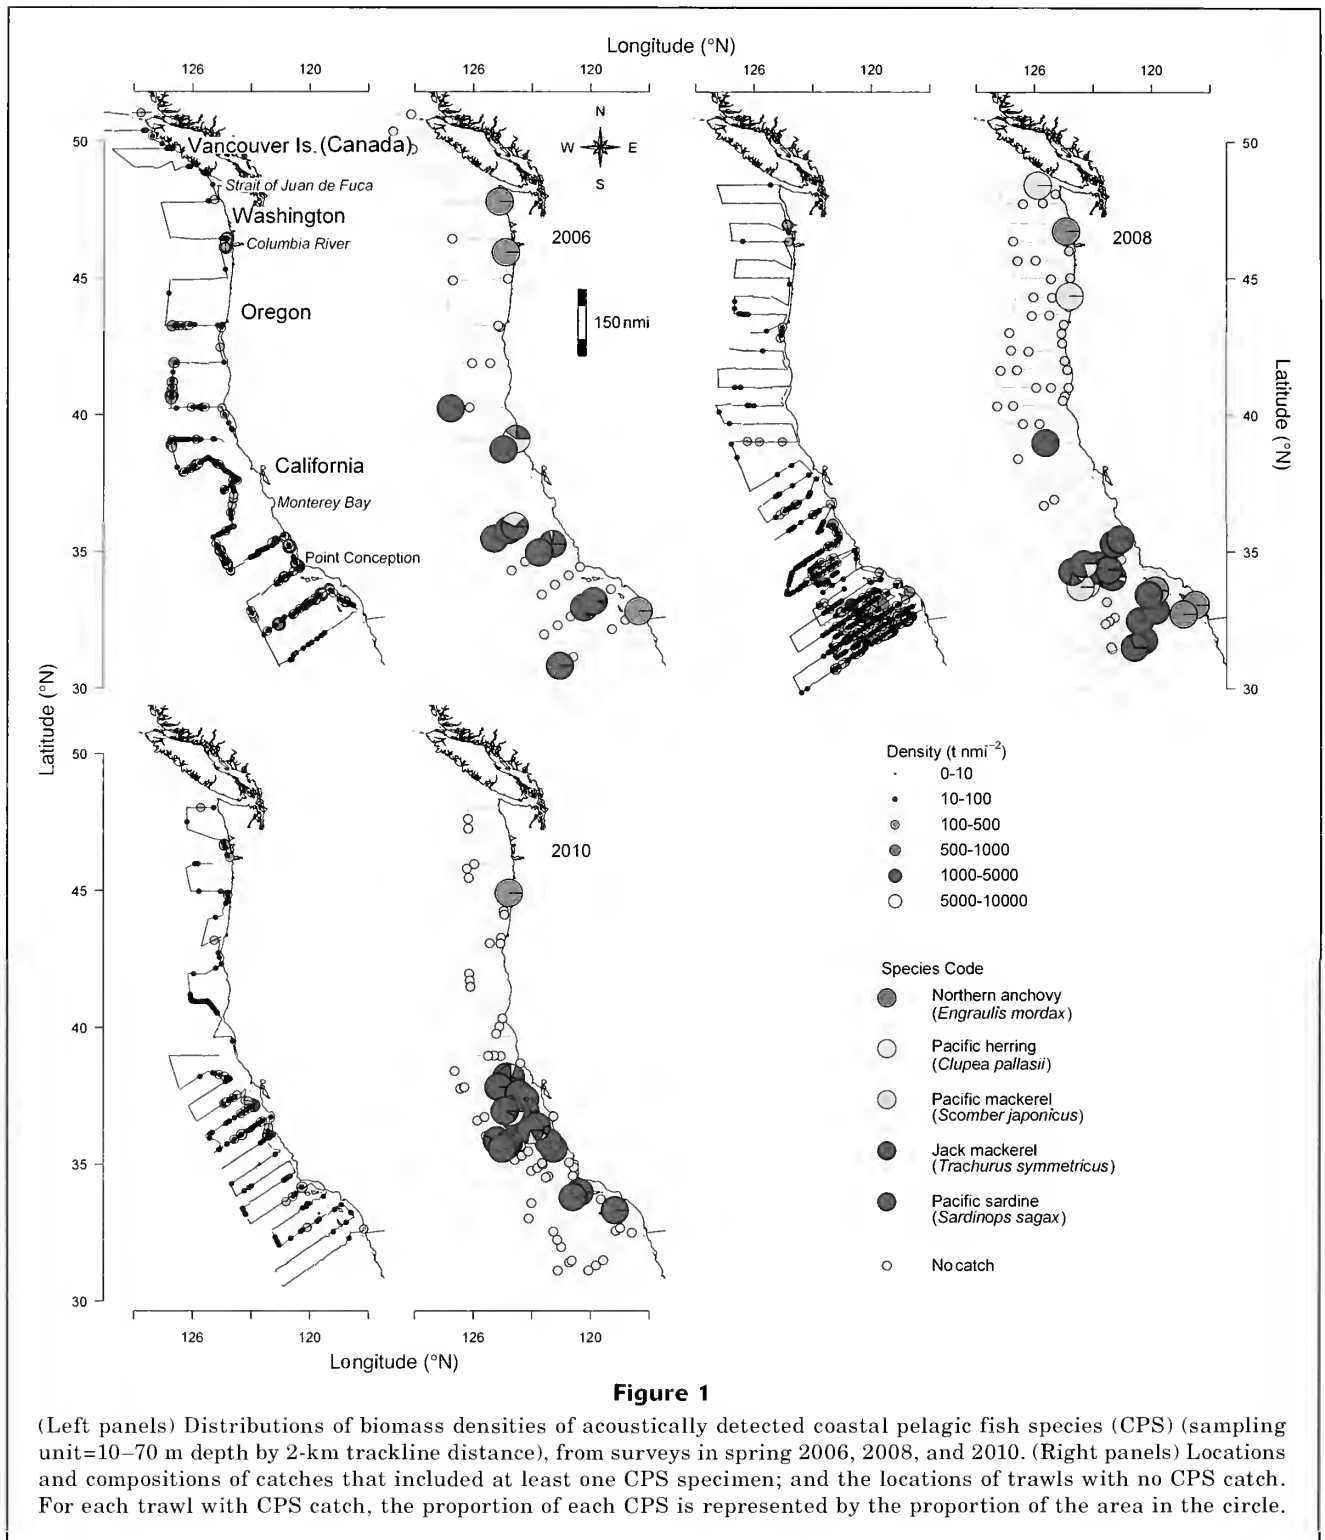 Longitude (°N)
126 120 126 120 126 120 126 120
N
W E
S
50
Vancouver Is. (Canada)
Strait of Juan de Fuca
Washington
Columbia River
2006
2008
45
Oregon
150 nmi
40
California
Monterey Bay
35
Point Conception
30
50
45
40
35
30
Latitude (°N)
Latitude (°N)
50
45
40
35
30
2010
126 120 126 120
Longitude (°N)
Density (t nmi⁻²)
0-10
10-100
100-500
500-1000
1000-5000
5000-10000
Species Code
Northern anchovy
(Engraulis mordax)
Pacific herring
(Clupea pallasii)
Pacific mackerel
(Scomber japonicus)
Jack mackerel
(Trachurus symmetricus)
Pacific sardine
(Sardinops sagax)
No catch
Figure 1
(Left panels) Distributions of biomass densities of acoustically detected coastal pelagic fish species (CPS) (sampling
unit=10–70 m depth by 2-km trackline distance), from surveys in spring 2006, 2008, and 2010. (Right panels) Locations
and compositions of catches that included at least one CPS specimen; and the locations of trawls with no CPS catch.
For each trawl with CPS catch, the proportion of each CPS is represented by the proportion of the area in the circle.